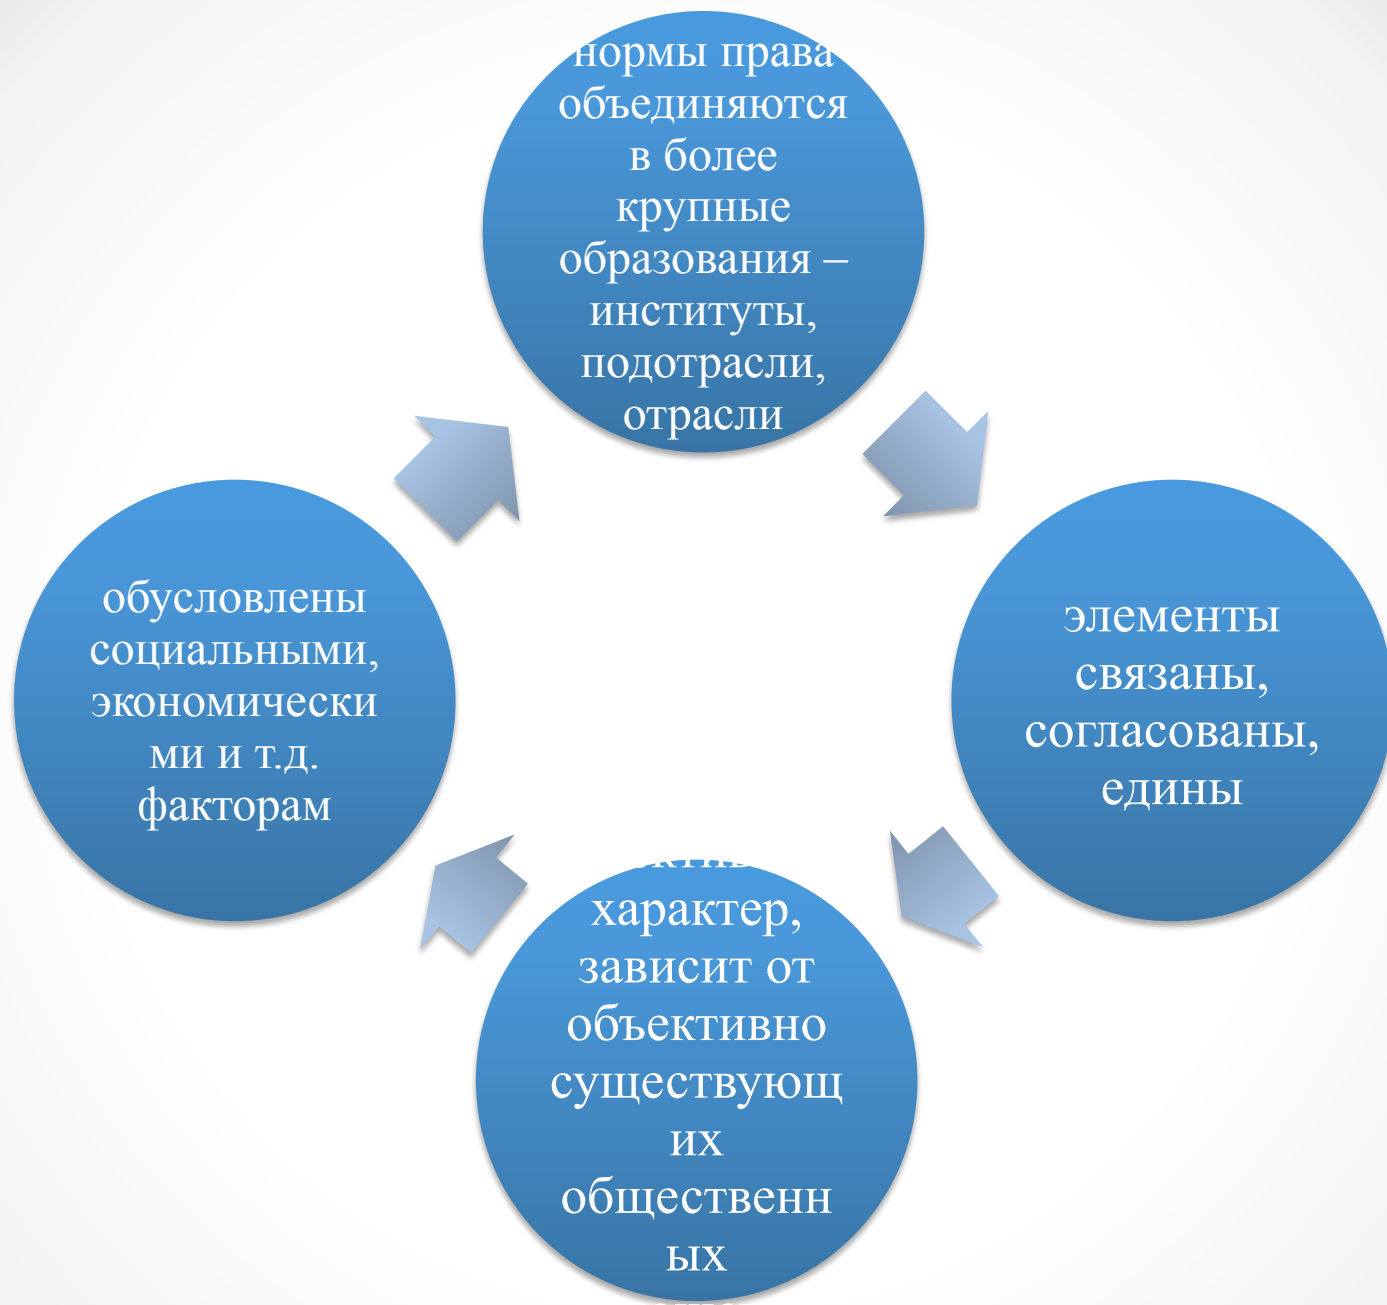 нормы права
объединяются
в более
крупные
образования –
институты,
подотрасли,
отрасли
элементы
связаны,
согласованы,
едины
характер,
зависит от
объективно
существующ
их
общественн
ых
обусловлены
социальными,
экономически
ми и т.д.
факторам